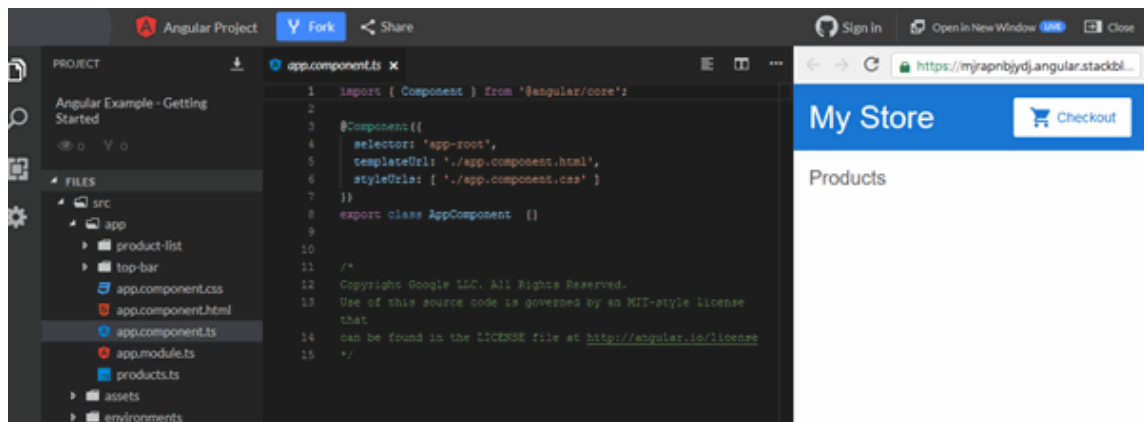 Angular Project
Fork
Share
Sign in
Open in New Window LIVE
Close
PROJECT
Angular Example - Getting
Started
0 0
FILES
src
app
product-list
top-bar
app.component.css
app.component.html
app.component.ts
app.module.ts
products.ts
assets
environments
app.component.ts ×
1 import { Component } from '@angular/core';
2
3 @Component({
4 selector: 'app-root',
5 templateUrl: './app.component.html',
6 styleUrls: [ './app.component.css' ]
7 })
8 export class AppComponent {}
9
10
11 /*
12 Copyright Google LLC. All Rights Reserved.
13 Use of this source code is governed by an MIT-style license
that
14 can be found in the LICENSE file at http://angular.io/license
15 */
https://mjrapnbjydj.angular.stackbl...
My Store
Checkout
Products